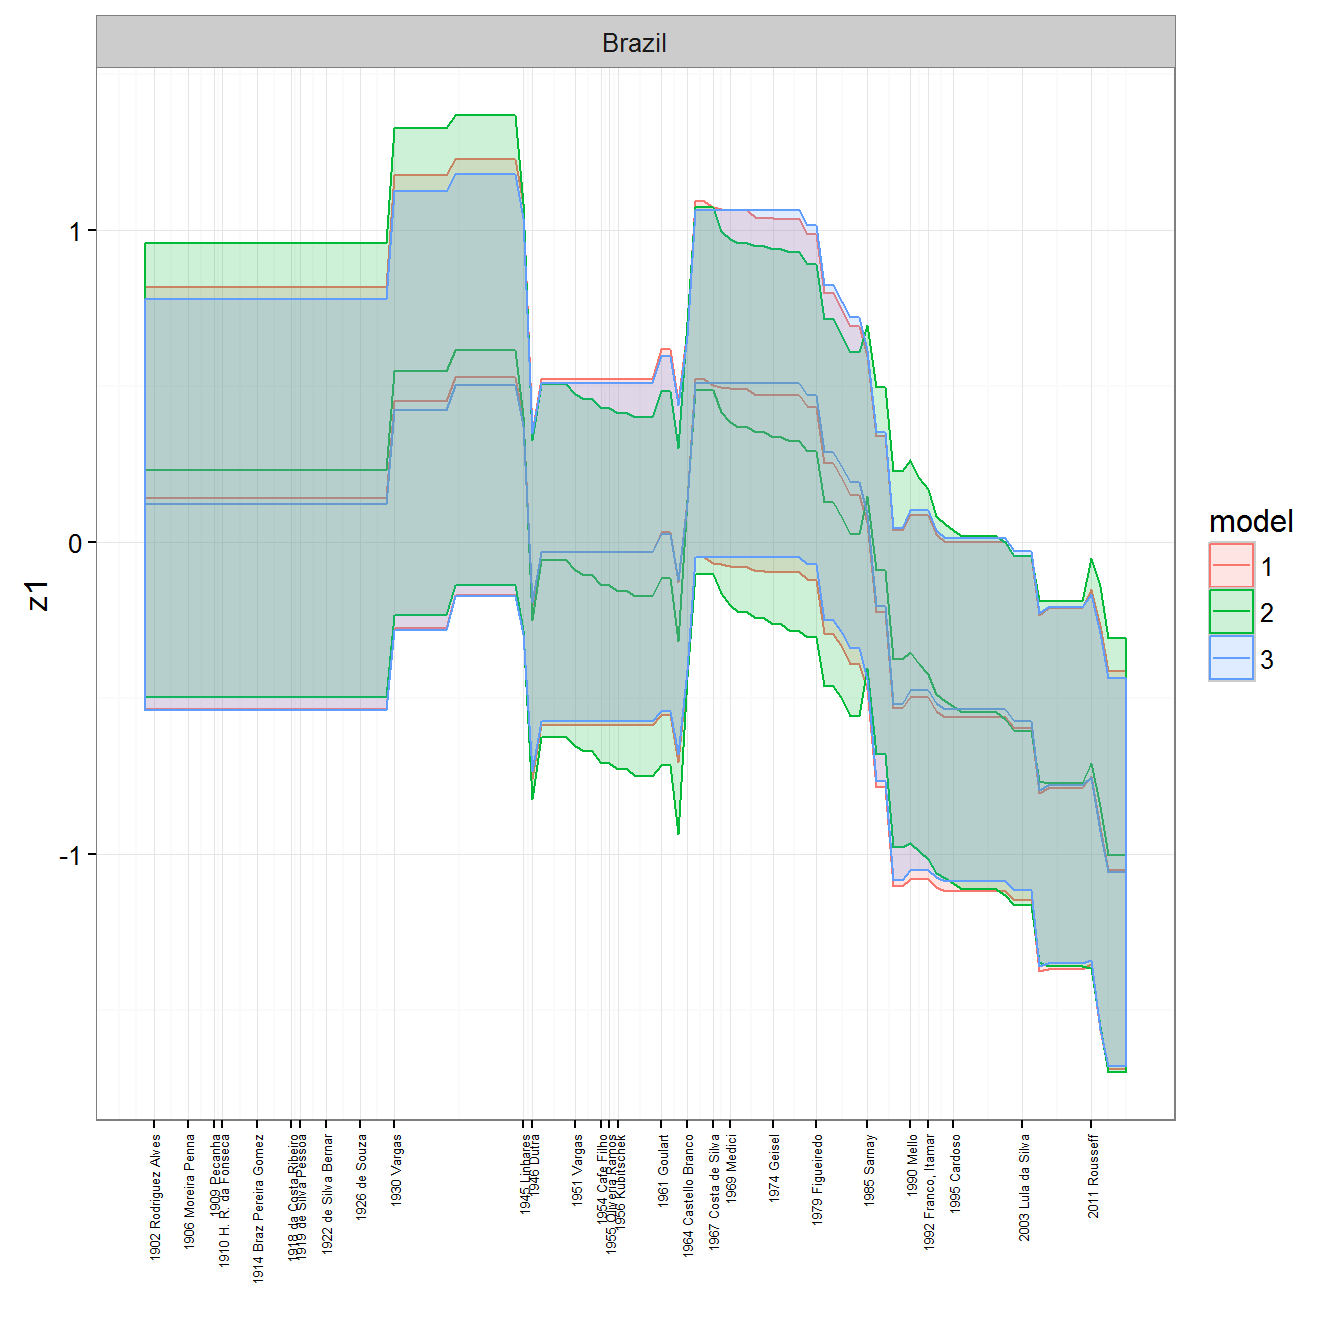 Brazil
z1
1
0
-1
model
1
2
3
1902 Rodriguez Alves
1906 Moreira Penna
1909 Pecanha
1910 H. R. da Fonseca
1914 Braz Pereira Gomez
1918 da Costa Ribeiro
1919 de Silva Pessoa
1922 de Silva Bernar
1926 de Souza
1930 Vargas
1945 Linhares
1946 Dutra
1951 Vargas
1954 Cafe Filho
1955 Oliveria Ramos
1956 Kubitschek
1961 Goulart
1964 Castello Branco
1967 Costa de Silva
1969 Medici
1974 Geisel
1979 Figueiredo
1985 Sarnay
1990 Mello
1992 Franco, Itamar
1995 Cardoso
2003 Lula da Silva
2011 Rousseff